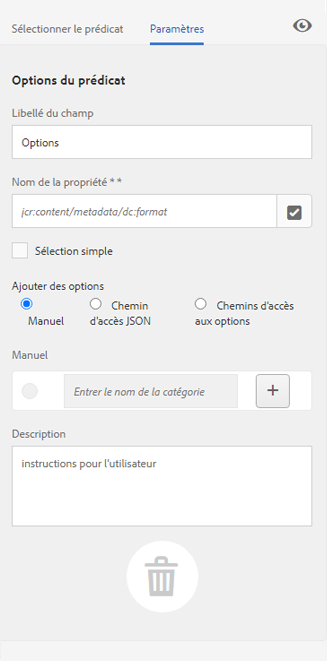 Sélectionner le prédicat Paramètres
Options du prédicat
Libellé du champ
Options
Nom de la propriété **
jcr:content/metadata/dc:format
Sélection simple
Ajouter des options
Manuel
Chemin
d'accès JSON
Chemins d'accès
aux options
Manuel
Entrer le nom de la catégorie
+
Description
instructions pour l'utilisateur